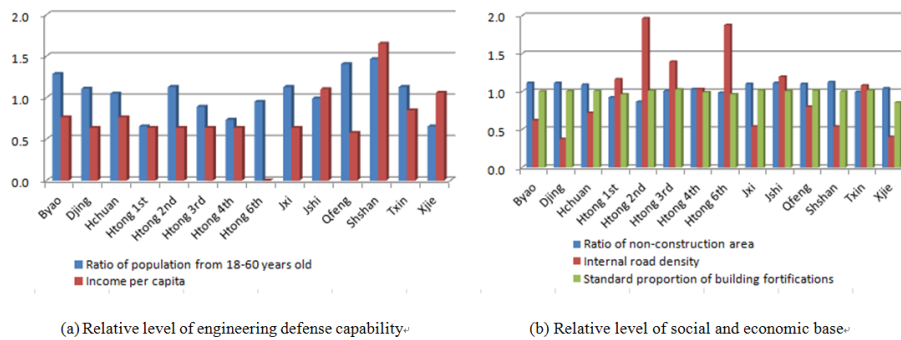 2.0
1.5
1.0
0.5
0.0
Byao
Djing
Hchuan
Htong 1st
Htong 2nd
Htong 3rd
Htong 4th
Htong 6th
Jxi
Jshi
Qfeng
Shshan
Txin
Xjie
Ratio of population from 18-60 years old
Income per capita
(a) Relative level of engineering defense capability
2.0
1.5
1.0
0.5
0.0
Byao
Djing
Hchuan
Htong 1st
Htong 2nd
Htong 3rd
Htong 4th
Htong 6th
Jxi
Jshi
Qfeng
Shshan
Txin
Xjie
Ratio of non-construction area
Internal road density
Standard proportion of building fortifications
(b) Relative level of social and economic base